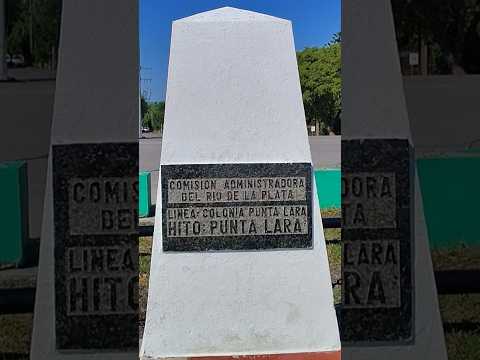 COMISION ADMINISTRADORA
DEL RIO DE LA PLATA
LINEA: COLONIA PUNTA LARA
HITO: PUNTA LARA